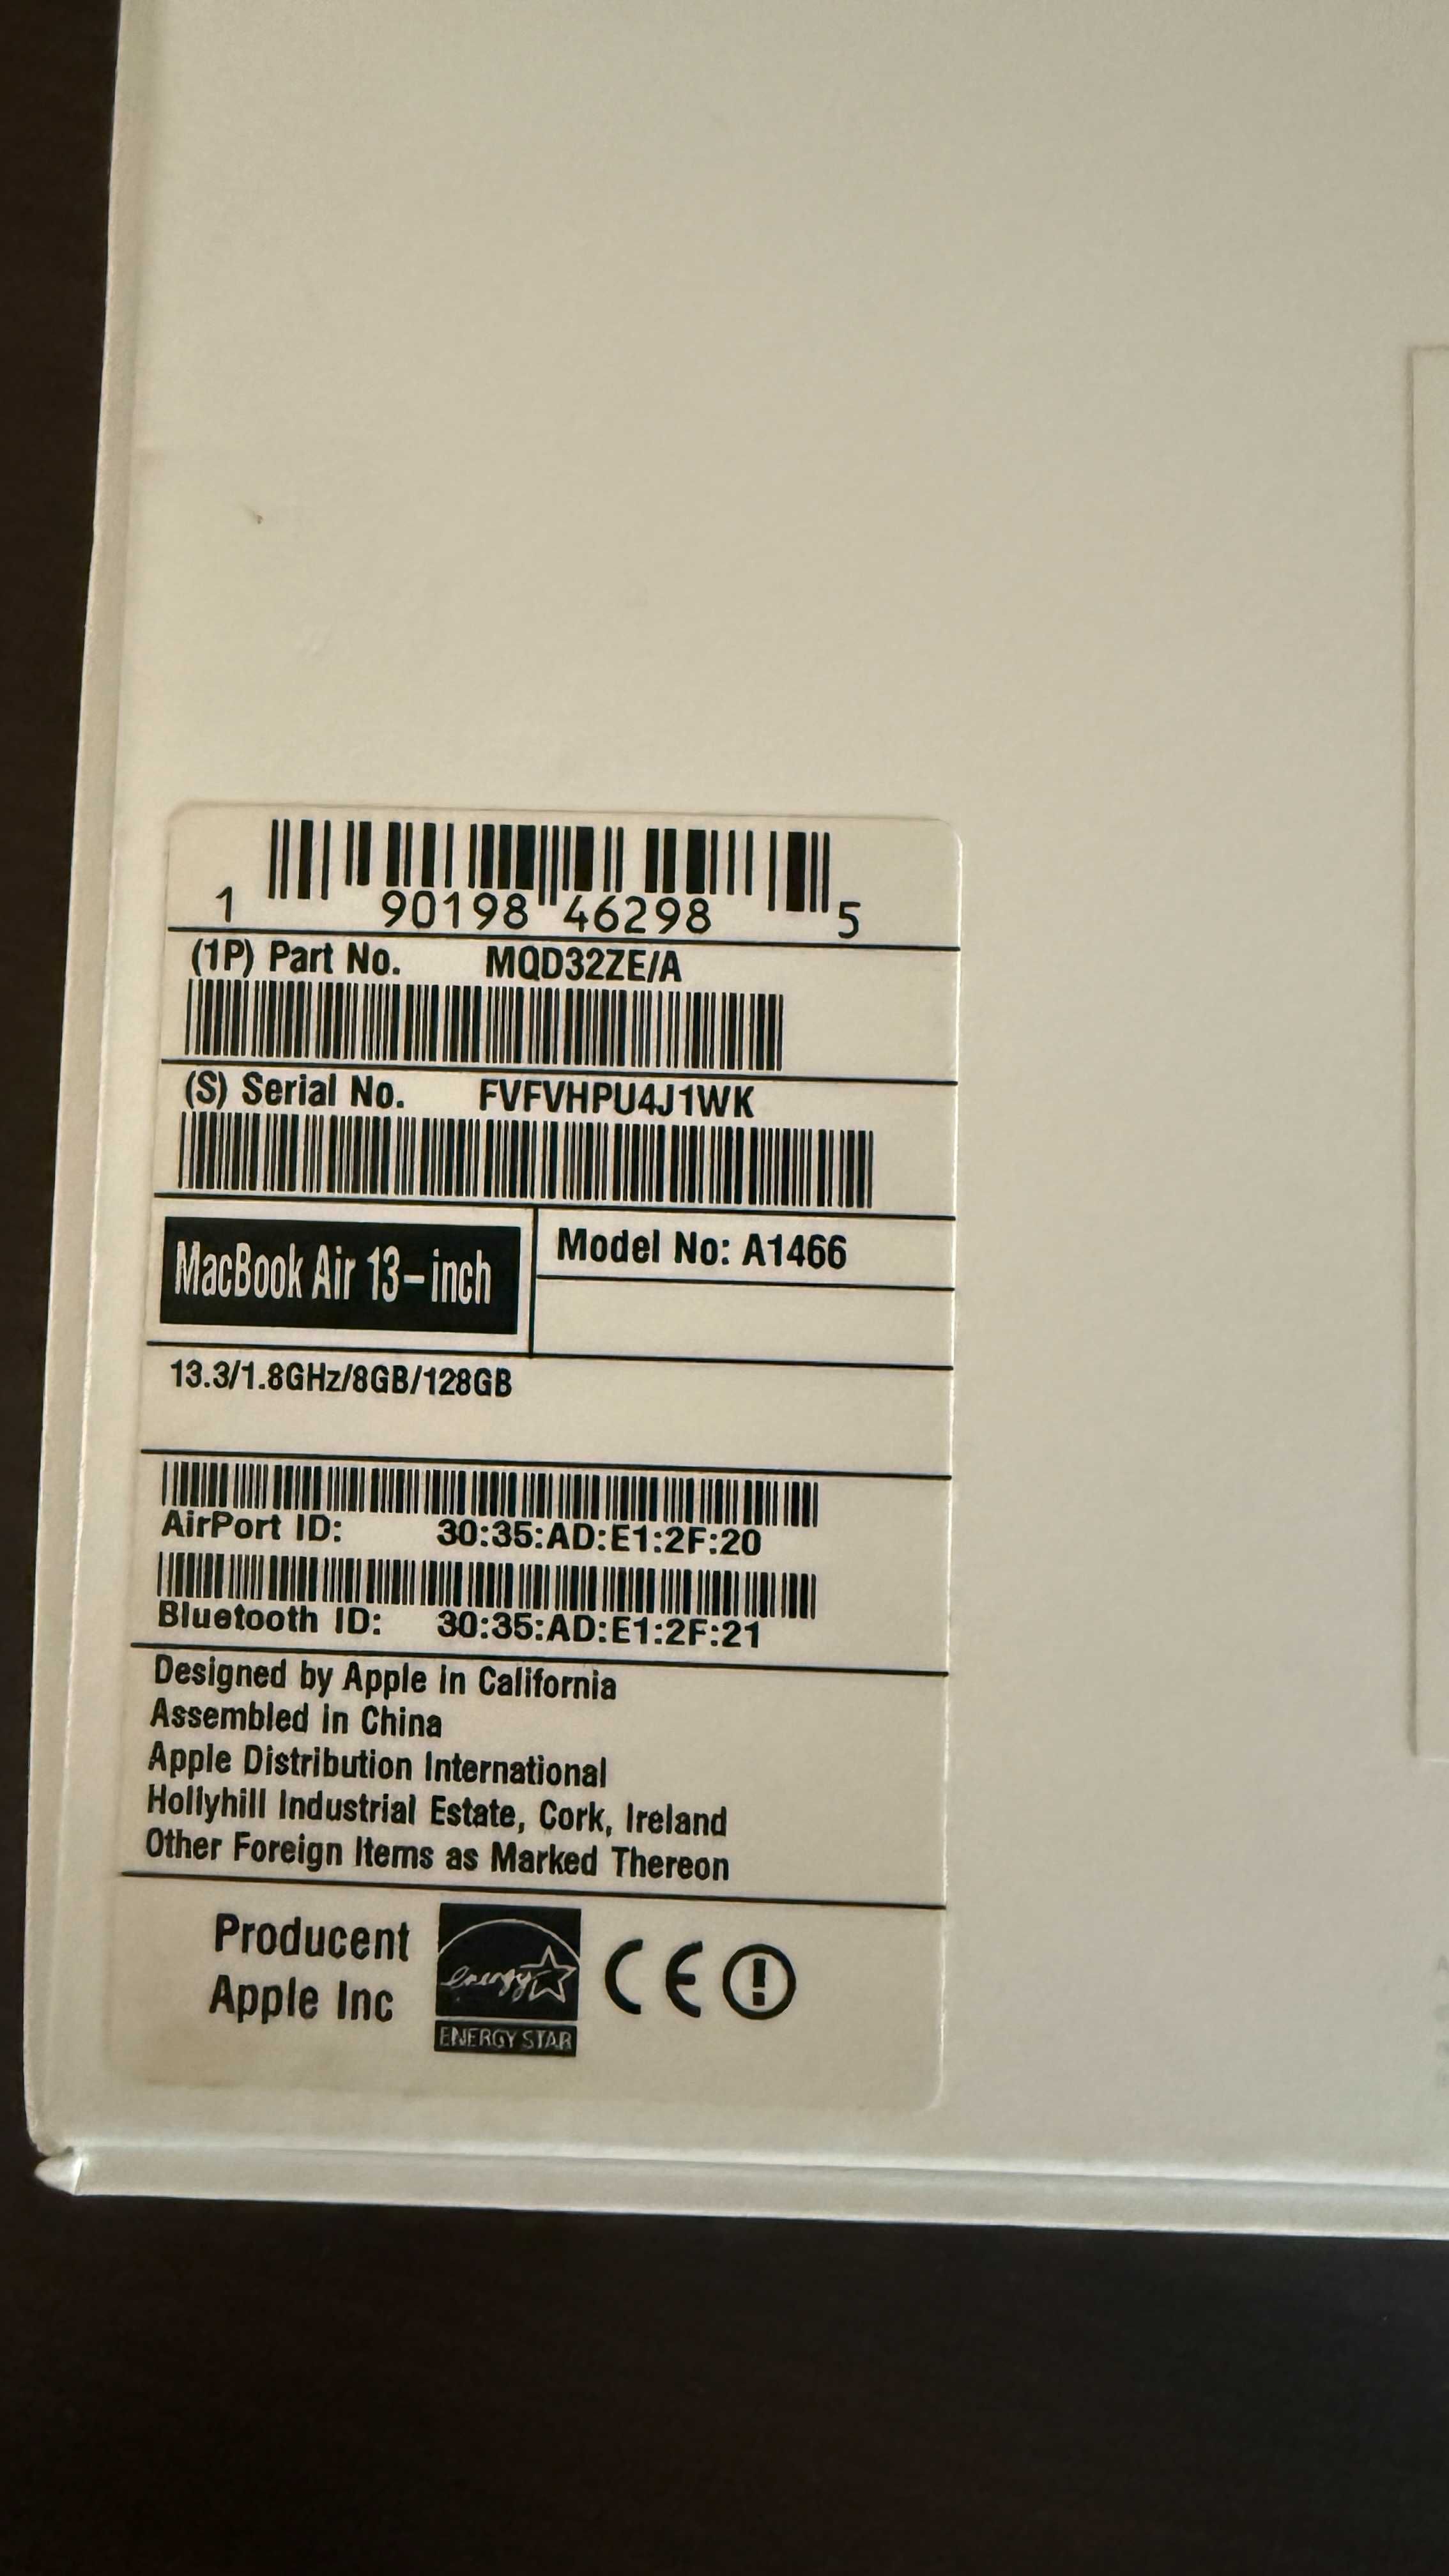 1 90198 46298 5
(1P) Part No. MQD32ZE/A
(S) Serial No. FVFVHPU4J1WK
MacBook Air 13-inch
Model No: A1466
13.3/1.8GHz/8GB/128GB
AirPort ID: 30:35:AD:E1:2F:20
Bluetooth ID: 30:35:AD:E1:2F:21
Designed by Apple in California
Assembled in China
Apple Distribution International
Hollyhill Industrial Estate, Cork, Ireland
Other Foreign Items as Marked Thereon
Producent
Apple Inc
energy
ENERGY STAR
CE